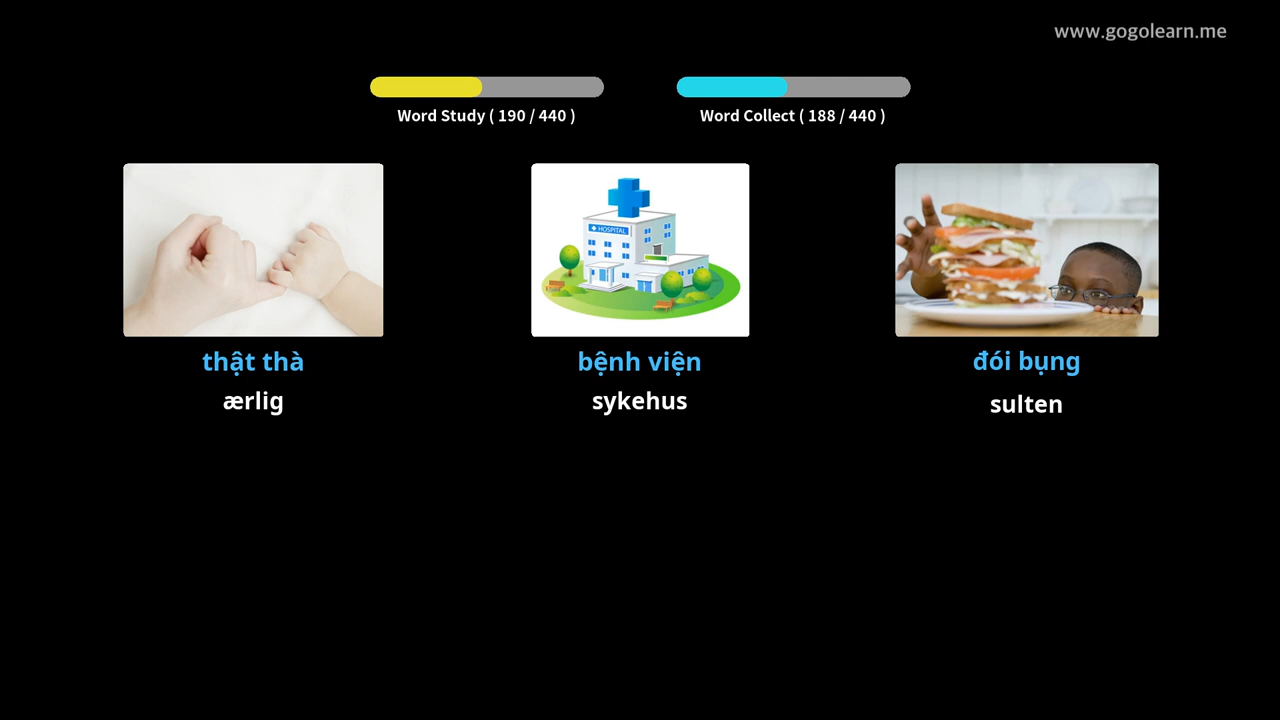 www.gogolearn.me
Word Study ( 190 / 440 )
Word Collect ( 188 / 440 )
HOSPITAL
thật thà
ærlig
bệnh viện
sykehus
đói bụng
sulten